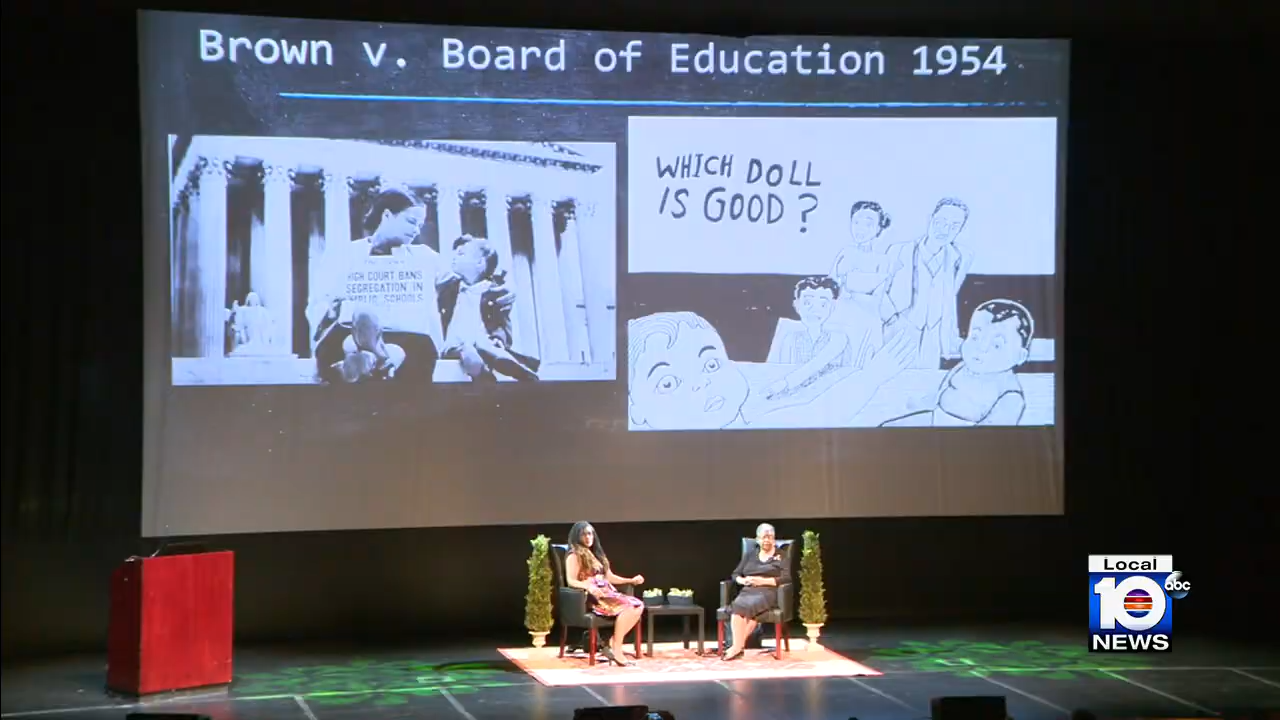 Brown v. Board of Education 1954
WHICH DOLL
IS GOOD?
HIGH COURT BANS
SEGREGATION IN
PUBLIC SCHOOLS
Local
10
abc
NEWS